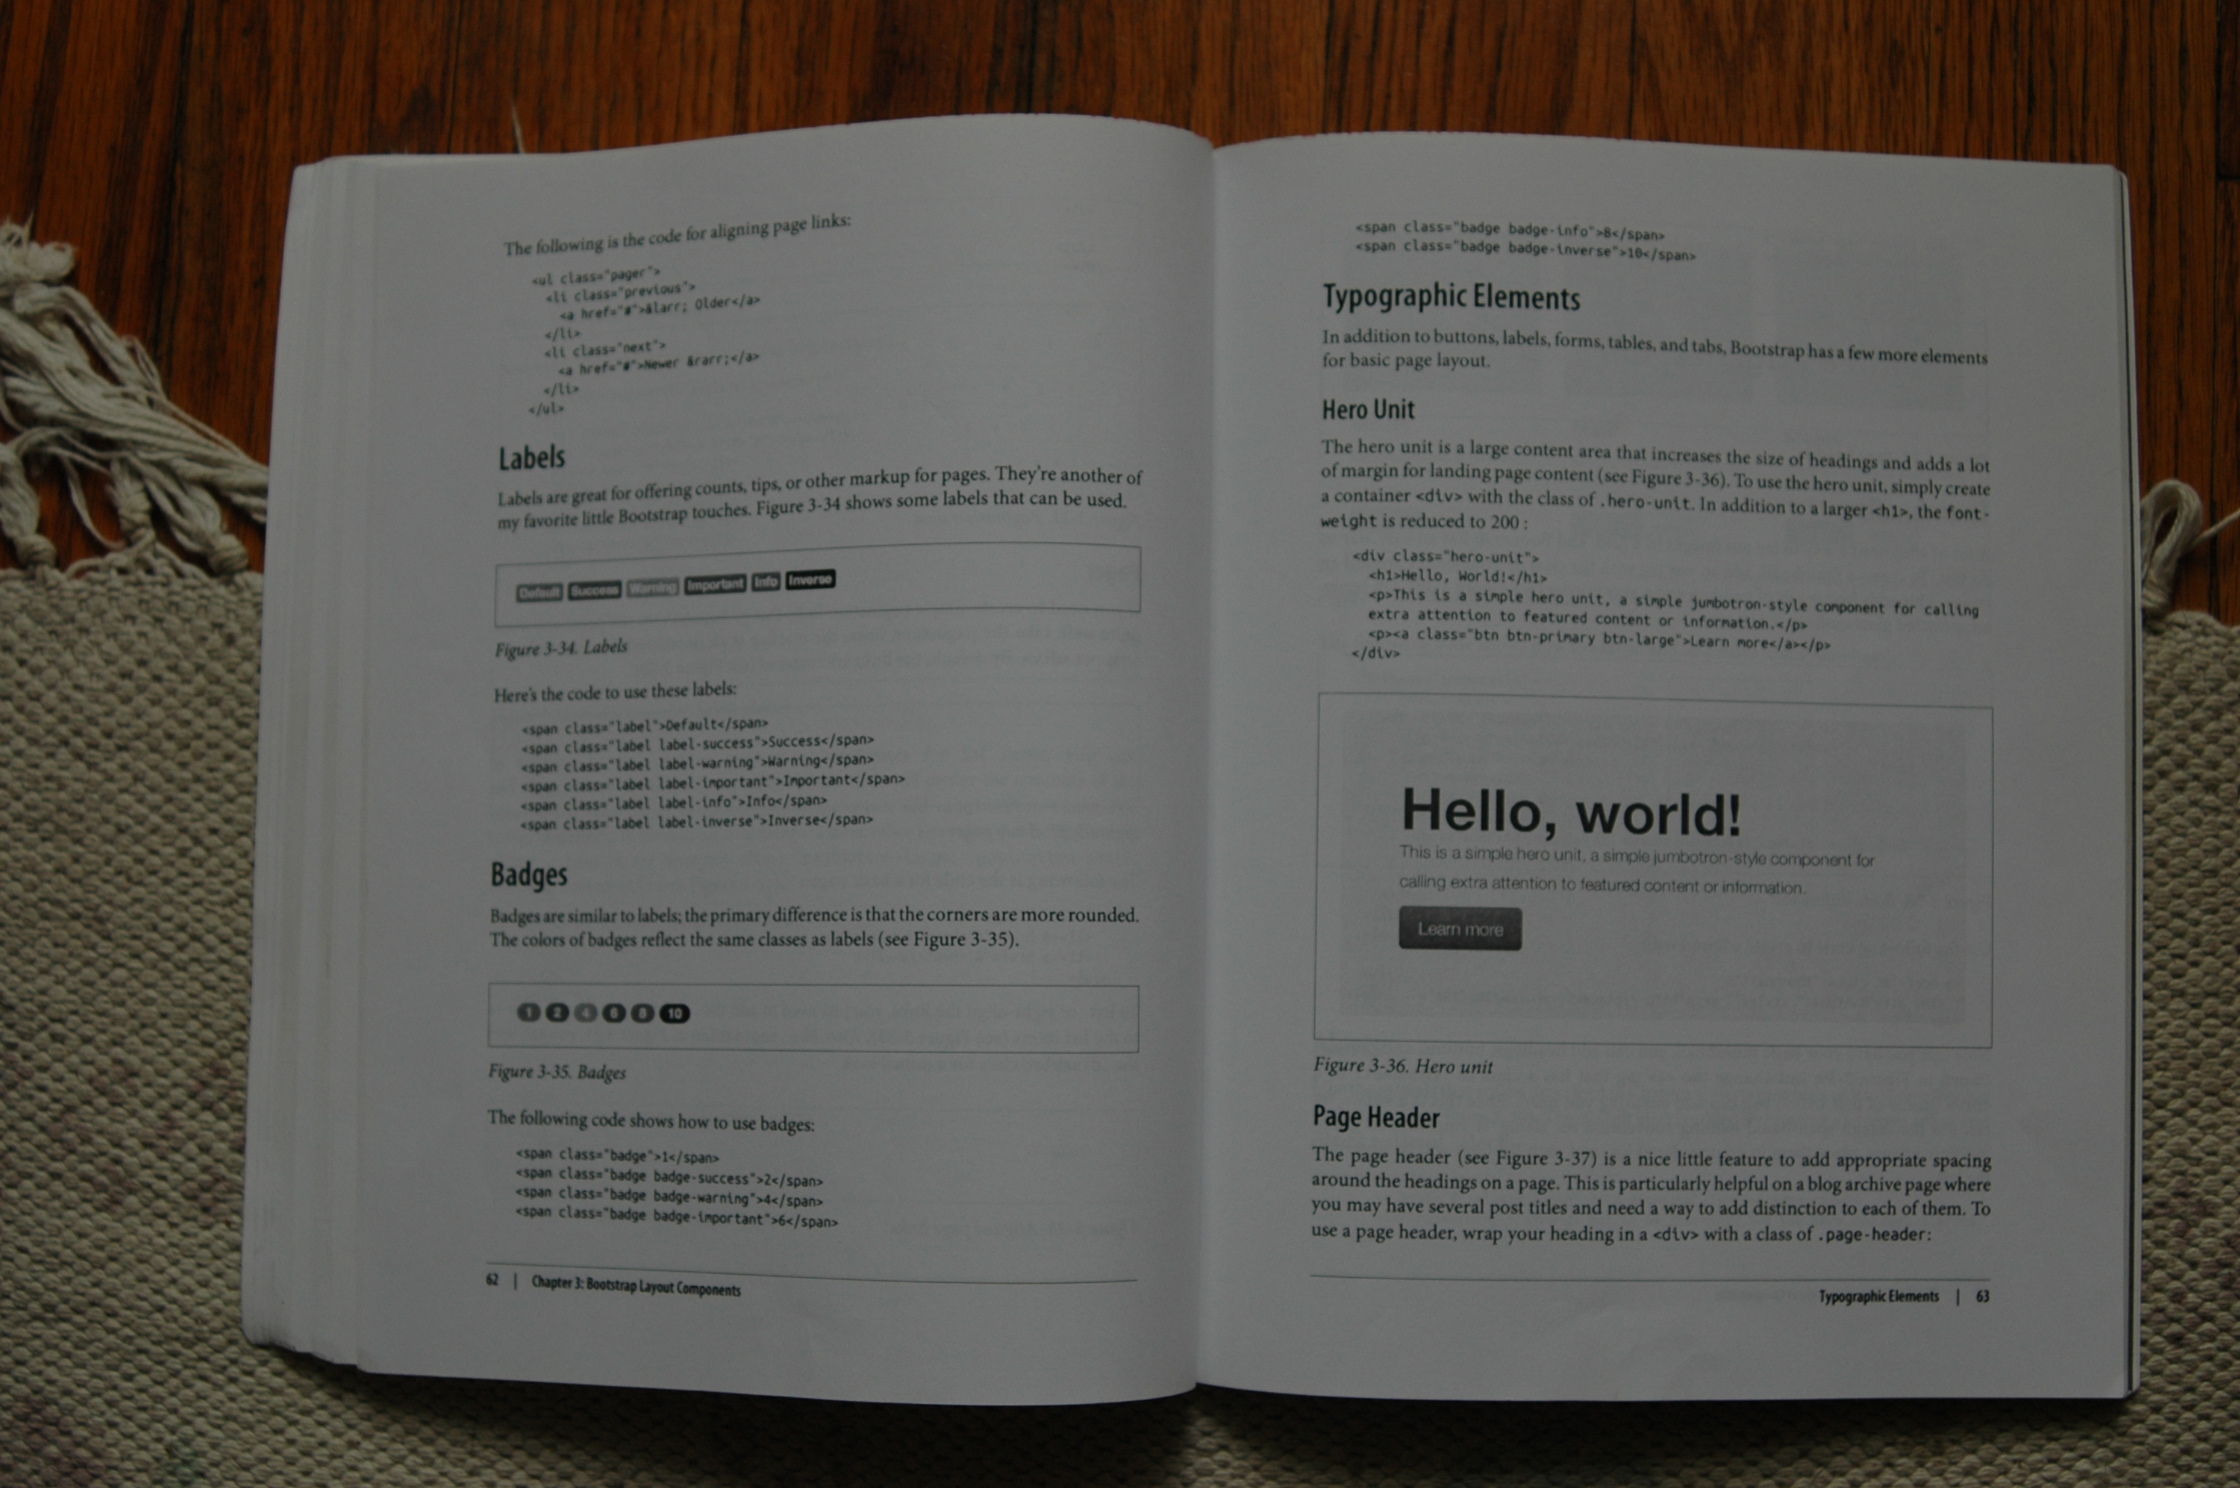 The following is the code for aligning page links:
<ul class="pager">
<li class="previous">
<a href="#">&larr; Older</a>
</li>
<li class="next">
<a href="#">Newer &rarr;</a>
</li>
</ul>
Labels
Labels are great for offering counts, tips, or other markup for pages. They're another of
my favorite little Bootstrap touches. Figure 3-34 shows some labels that can be used.
Default Success Warning Important Info Inverse
Figure 3-34. Labels
Here's the code to use these labels:
<span class="label">Default</span>
<span class="label label-success">Success</span>
<span class="label label-warning">Warning</span>
<span class="label label-important">Important</span>
<span class="label label-info">Info</span>
<span class="label label-inverse">Inverse</span>
Badges
Badges are similar to labels; the primary difference is that the corners are more rounded.
The colors of badges reflect the same classes as labels (see Figure 3-35).
1 2 4 6 8 10
Figure 3-35. Badges
The following code shows how to use badges:
<span class="badge">1</span>
<span class="badge badge-success">2</span>
<span class="badge badge-warning">4</span>
<span class="badge badge-important">6</span>
62 | Chapter 3: Bootstrap Layout Components
<span class="badge badge-info">8</span>
<span class="badge badge-inverse">10</span>
Typographic Elements
In addition to buttons, labels, forms, tables, and tabs, Bootstrap has a few more elements
for basic page layout.
Hero Unit
The hero unit is a large content area that increases the size of headings and adds a lot
of margin for landing page content (see Figure 3-36). To use the hero unit, simply create
a container <div> with the class of .hero-unit. In addition to a larger <h1>, the font-
weight is reduced to 200:
<div class="hero-unit">
<h1>Hello, World!</h1>
<p>This is a simple hero unit, a simple jumbotron-style component for calling
extra attention to featured content or information.</p>
<p><a class="btn btn-primary btn-large">Learn more</a></p>
</div>
Hello, world!
This is a simple hero unit, a simple jumbotron-style component for
calling extra attention to featured content or information.
Learn more
Figure 3-36. Hero unit
Page Header
The page header (see Figure 3-37) is a nice little feature to add appropriate spacing
around the headings on a page. This is particularly helpful on a blog archive page where
you may have several post titles and need a way to add distinction to each of them. To
use a page header, wrap your heading in a <div> with a class of .page-header:
Typographic Elements | 63